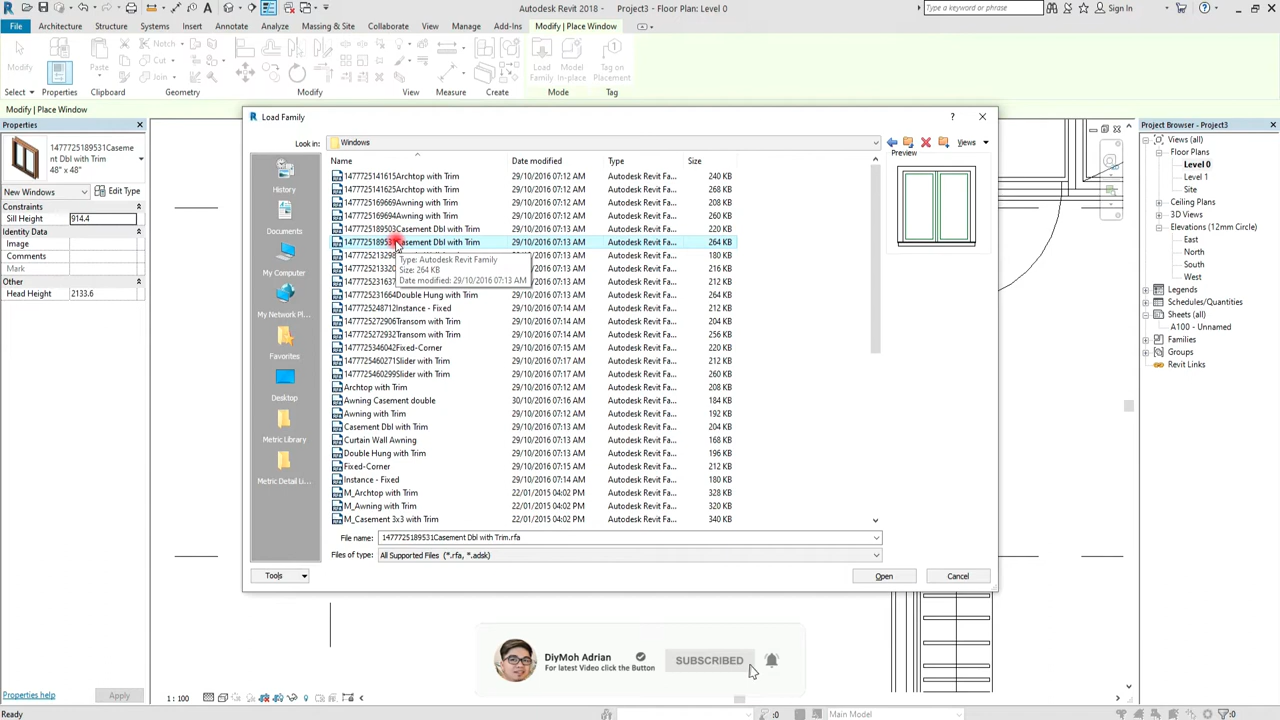 Autodesk Revit 2018 - Project3 - Floor Plan: Level 0
Type a keyword or phrase
Sign In
File Architecture Structure Systems Insert Annotate Analyze Massing & Site Collaborate View Manage Add-Ins Modify | Place Window
Modify
Paste
Notch
Cut
Join
Load Family
Model In-place
Tag on Placement
Select Properties Clipboard Geometry Modify View Measure Create Mode Tag
Modify | Place Window
Properties
1477725189531Caseme
nt Dbl with Trim
48" x 48"
New Windows
Edit Type
Constraints
Sill Height 914.4
Identity Data
Image
Comments
Mark
Other
Head Height 2133.6
Properties help
Apply
Load Family
Look in: Windows
Views
Preview
History
Documents
My Computer
My Network Pl...
Favorites
Desktop
Metric Library
Metric Detail Li...
Name Date modified Type Size
1477725141615Archtop with Trim 29/10/2016 07:12 AM Autodesk Revit Fa... 240 KB
1477725141625Archtop with Trim 29/10/2016 07:12 AM Autodesk Revit Fa... 268 KB
1477725169669Awning with Trim 29/10/2016 07:12 AM Autodesk Revit Fa... 208 KB
1477725169694Awning with Trim 29/10/2016 07:12 AM Autodesk Revit Fa... 260 KB
1477725189503Casement Dbl with Trim 29/10/2016 07:13 AM Autodesk Revit Fa... 220 KB
1477725189531Casement Dbl with Trim 29/10/2016 07:13 AM Autodesk Revit Fa... 264 KB
29/10/2016 07:13 AM Autodesk Revit Fa... 180 KB
29/10/2016 07:13 AM Autodesk Revit Fa... 216 KB
29/10/2016 07:13 AM Autodesk Revit Fa... 212 KB
Type: Autodesk Revit Family
Size: 264 KB
Date modified: 29/10/2016 07:13 AM
1477725231664Double Hung with Trim 29/10/2016 07:13 AM Autodesk Revit Fa... 264 KB
1477725248712Instance - Fixed 29/10/2016 07:14 AM Autodesk Revit Fa... 212 KB
1477725272906Transom with Trim 29/10/2016 07:14 AM Autodesk Revit Fa... 204 KB
1477725272932Transom with Trim 29/10/2016 07:14 AM Autodesk Revit Fa... 256 KB
1477725346042Fixed-Corner 29/10/2016 07:15 AM Autodesk Revit Fa... 220 KB
1477725460271Slider with Trim 29/10/2016 07:17 AM Autodesk Revit Fa... 212 KB
1477725460299Slider with Trim 29/10/2016 07:17 AM Autodesk Revit Fa... 260 KB
Archtop with Trim 29/10/2016 07:12 AM Autodesk Revit Fa... 208 KB
Awning Casement double 30/10/2016 07:16 AM Autodesk Revit Fa... 184 KB
Awning with Trim 29/10/2016 07:12 AM Autodesk Revit Fa... 192 KB
Casement Dbl with Trim 29/10/2016 07:13 AM Autodesk Revit Fa... 204 KB
Curtain Wall Awning 29/10/2016 07:13 AM Autodesk Revit Fa... 168 KB
Double Hung with Trim 29/10/2016 07:13 AM Autodesk Revit Fa... 196 KB
Fixed-Corner 29/10/2016 07:15 AM Autodesk Revit Fa... 212 KB
Instance - Fixed 29/10/2016 07:14 AM Autodesk Revit Fa... 180 KB
M_Archtop with Trim 22/01/2015 04:02 PM Autodesk Revit Fa... 328 KB
M_Awning with Trim 22/01/2015 04:02 PM Autodesk Revit Fa... 320 KB
M_Casement 3x3 with Trim 22/01/2015 04:02 PM Autodesk Revit Fa... 340 KB
File name: 1477725189531Casement Dbl with Trim.rfa
Files of type: All Supported Files (*.rfa, *.adsk)
Tools
Open
Cancel
Project Browser - Project3
Views (all)
Floor Plans
Level 0
Level 1
Site
Ceiling Plans
3D Views
Elevations (12mm Circle)
East
North
South
West
Legends
Schedules/Quantities
Sheets (all)
A100 - Unnamed
Families
Groups
Revit Links
DiyMoh Adrian
For latest Video click the Button
SUBSCRIBED
1 : 100
Ready
:0
Main Model
:0